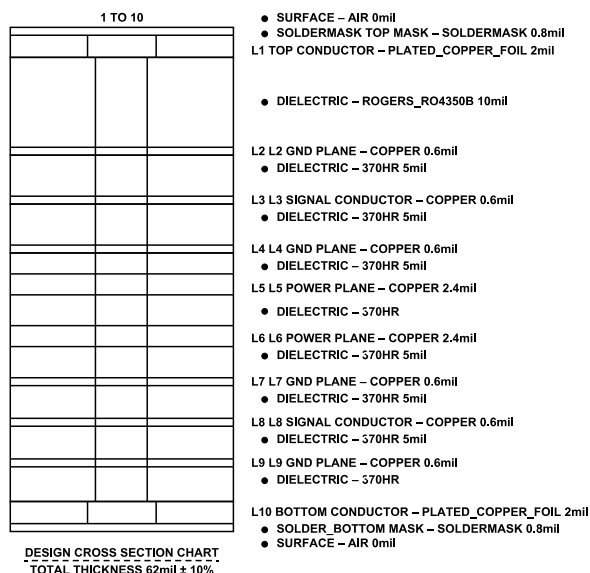 1 TO 10
● SURFACE – AIR 0mil
● SOLDERMASK TOP MASK – SOLDERMASK 0.8mil
L1 TOP CONDUCTOR – PLATED_COPPER_FOIL 2mil
● DIELECTRIC – ROGERS_RO4350B 10mil
L2 L2 GND PLANE – COPPER 0.6mil
● DIELECTRIC – 370HR 5mil
L3 L3 SIGNAL CONDUCTOR – COPPER 0.6mil
● DIELECTRIC – 370HR 5mil
L4 L4 GND PLANE – COPPER 0.6mil
● DIELECTRIC – 370HR 5mil
L5 L5 POWER PLANE – COPPER 2.4mil
● DIELECTRIC – 370HR
L6 L6 POWER PLANE – COPPER 2.4mil
● DIELECTRIC – 370HR 5mil
L7 L7 GND PLANE – COPPER 0.6mil
● DIELECTRIC – 370HR 5mil
L8 L8 SIGNAL CONDUCTOR – COPPER 0.6mil
● DIELECTRIC – 370HR 5mil
L9 L9 GND PLANE – COPPER 0.6mil
● DIELECTRIC – 370HR
L10 BOTTOM CONDUCTOR – PLATED_COPPER_FOIL 2mil
● SOLDER_BOTTOM MASK – SOLDERMASK 0.8mil
● SURFACE – AIR 0mil
DESIGN CROSS SECTION CHART
TOTAL THICKNESS 62mil ± 10%